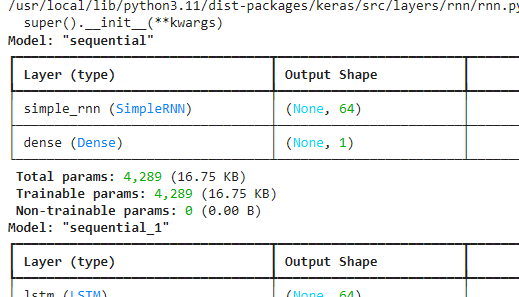 /usr/local/lib/python3.11/dist-packages/keras/src/layers/rnn/rnn.py
super().__init__(**kwargs)
Model: "sequential"
Layer (type) Output Shape
simple_rnn (SimpleRNN) (None, 64)
dense (Dense) (None, 1)
Total params: 4,289 (16.75 KB)
Trainable params: 4,289 (16.75 KB)
Non-trainable params: 0 (0.00 B)
Model: "sequential_1"
Layer (type) Output Shape
lstm (LSTM) (None, 64)